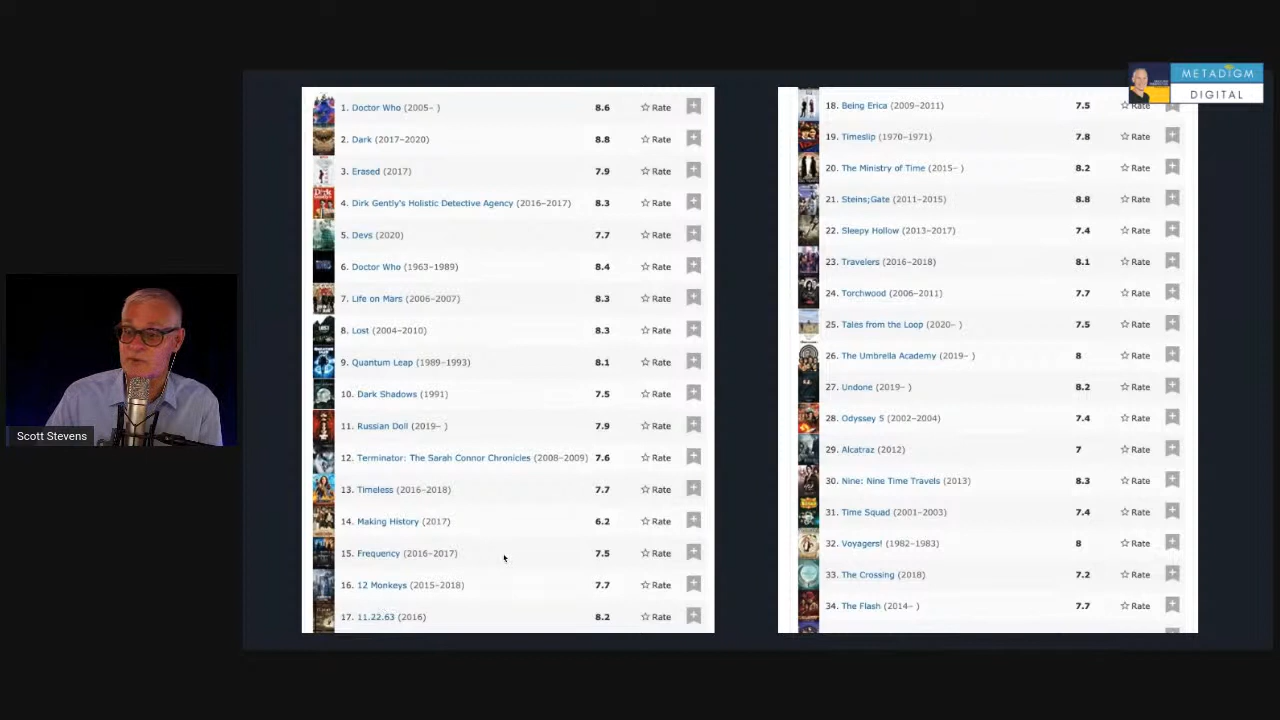 METADIGM
DIGITAL
1. Doctor Who (2005– ) 8.6 Rate
2. Dark (2017–2020) 8.8 Rate
3. Erased (2017) 7.9 Rate
4. Dirk Gently's Holistic Detective Agency (2016–2017) 8.3 Rate
5. Devs (2020) 7.7 Rate
6. Doctor Who (1963–1989) 8.4 Rate
7. Life on Mars (2006–2007) 8.3 Rate
8. Lost (2004–2010) 8.3 Rate
9. Quantum Leap (1989–1993) 8.1 Rate
10. Dark Shadows (1991) 7.5 Rate
11. Russian Doll (2019– ) 7.9 Rate
12. Terminator: The Sarah Connor Chronicles (2008–2009) 7.6 Rate
13. Timeless (2016–2018) 7.7 Rate
14. Making History (2017) 6.2 Rate
15. Frequency (2016–2017) 7.5 Rate
16. 12 Monkeys (2015–2018) 7.7 Rate
17. 11.22.63 (2016) 8.2 Rate
18. Being Erica (2009–2011) 7.5 Rate
19. Timeslip (1970–1971) 7.8 Rate
20. The Ministry of Time (2015– ) 8.2 Rate
21. Steins;Gate (2011–2015) 8.8 Rate
22. Sleepy Hollow (2013–2017) 7.4 Rate
23. Travelers (2016–2018) 8.1 Rate
24. Torchwood (2006–2011) 7.7 Rate
25. Tales from the Loop (2020– ) 7.5 Rate
26. The Umbrella Academy (2019– ) 8 Rate
27. Undone (2019– ) 8.2 Rate
28. Odyssey 5 (2002–2004) 7.4 Rate
29. Alcatraz (2012) 7 Rate
30. Nine: Nine Time Travels (2013) 8.3 Rate
31. Time Squad (2001–2003) 7.4 Rate
32. Voyagers! (1982–1983) 8 Rate
33. The Crossing (2018) 7.2 Rate
34. The Flash (2014– ) 7.7 Rate
Scott Stevens